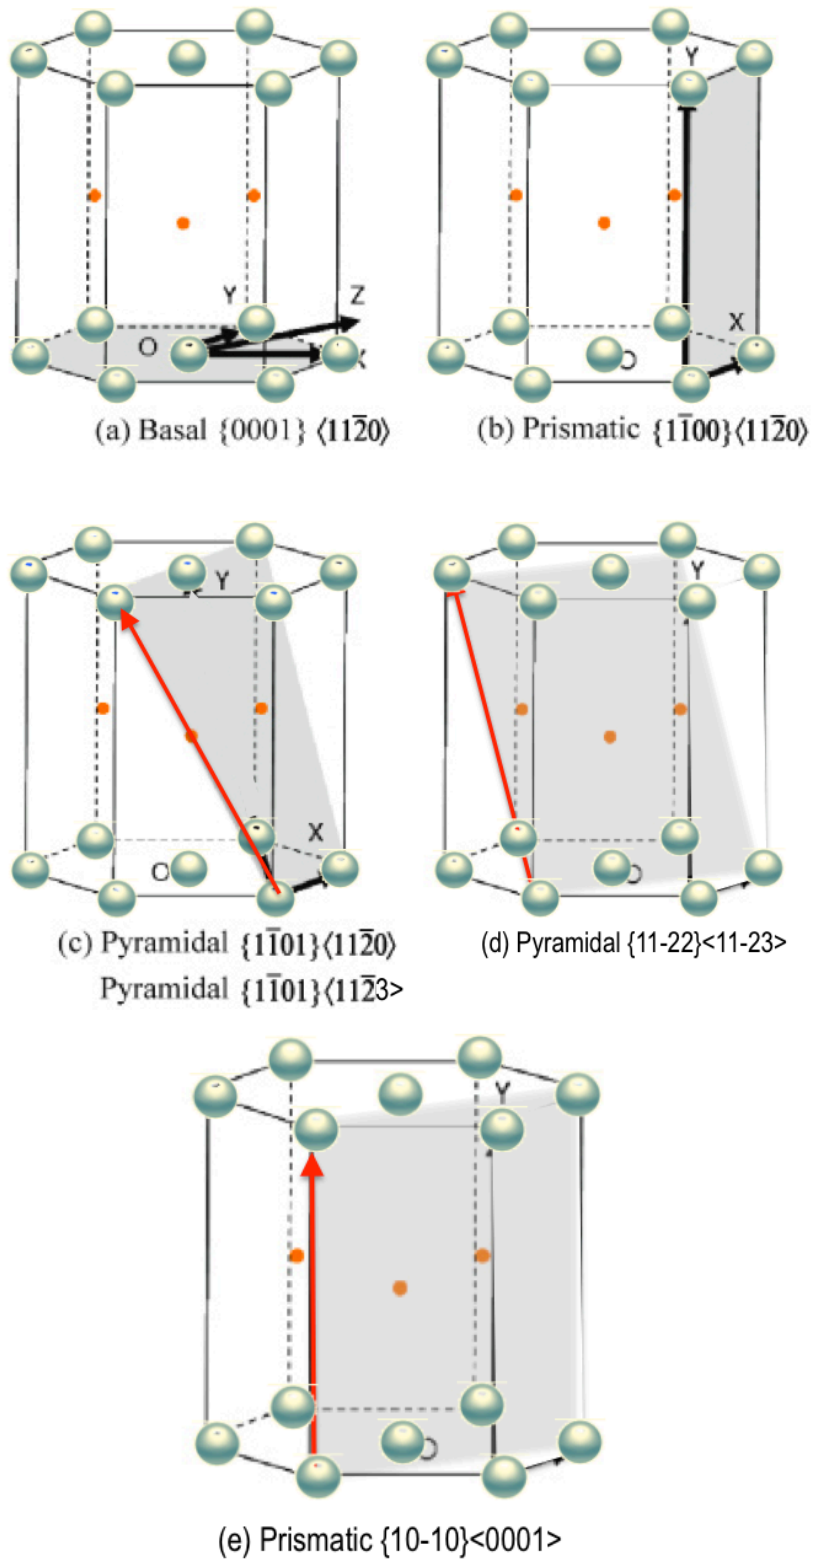 Y
Z
O
X
(a) Basal {0001} ⟨112̄0⟩
Y
X
O
(b) Prismatic {11̄00}⟨112̄0⟩
Y
X
O
(c) Pyramidal {11̄01}⟨112̄0⟩
Pyramidal {11̄01}⟨112̄3>
Y
O
(d) Pyramidal {11-22}<11-23>
Y
O
(e) Prismatic {10-10}<0001>